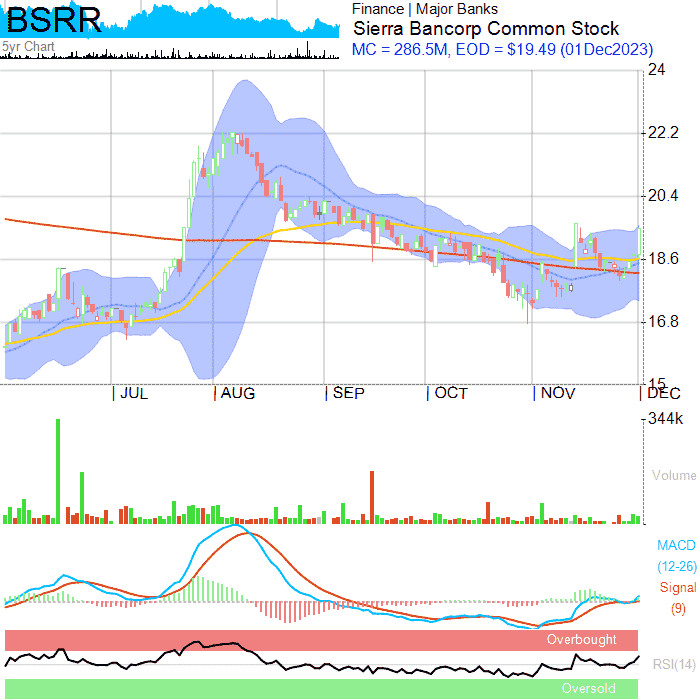 BSRR
5yr Chart
Finance | Major Banks
Sierra Bancorp Common Stock
MC = 286.5M, EOD = $19.49 (01Dec2023)
24
22.2
20.4
18.6
16.8
15
JUL
AUG
SEP
OCT
NOV
DEC
344k
Volume
MACD
(12-26)
Signal
(9)
Overbought
RSI(14)
Oversold